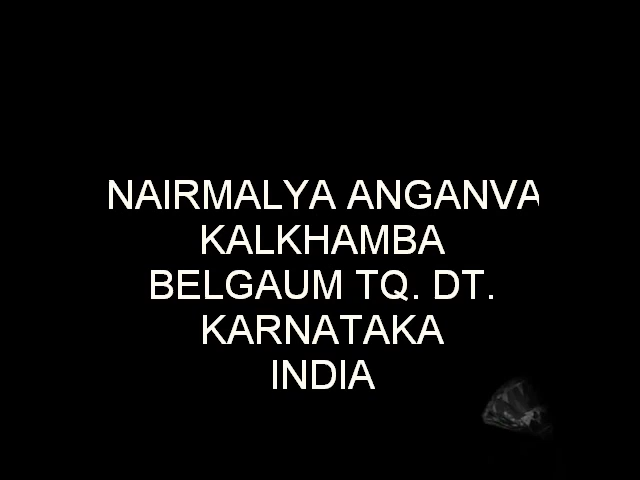 NAIRMALYA ANGANVA
KALKHAMBA
BELGAUM TQ. DT.
KARNATAKA
INDIA